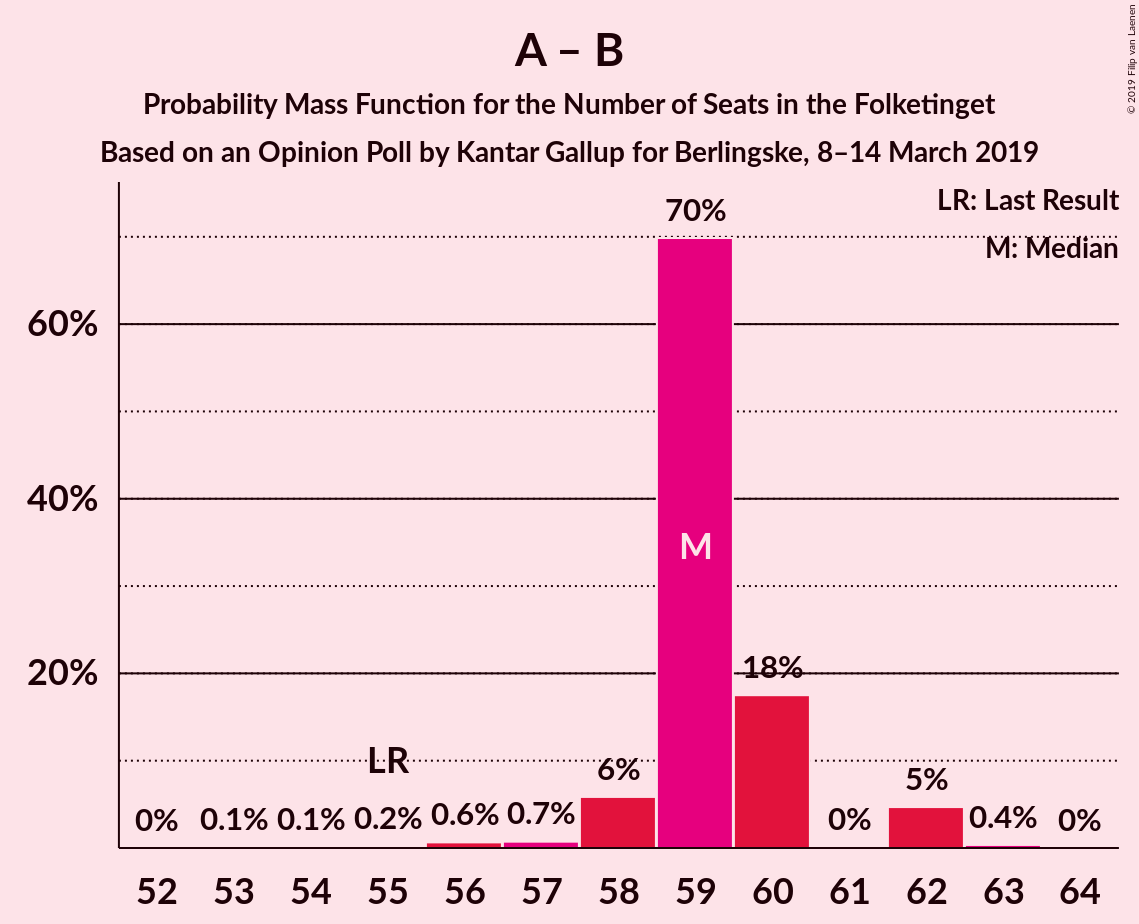 A – B
Probability Mass Function for the Number of Seats in the Folketinget
Based on an Opinion Poll by Kantar Gallup for Berlingske, 8–14 March 2019
© 2019 Filip van Laenen
LR: Last Result
M: Median
60%
40%
20%
0%
0.1%
0.1%
0.2%
LR
0.6%
0.7%
6%
70%
M
18%
0%
5%
0.4%
0%
52 53 54 55 56 57 58 59 60 61 62 63 64